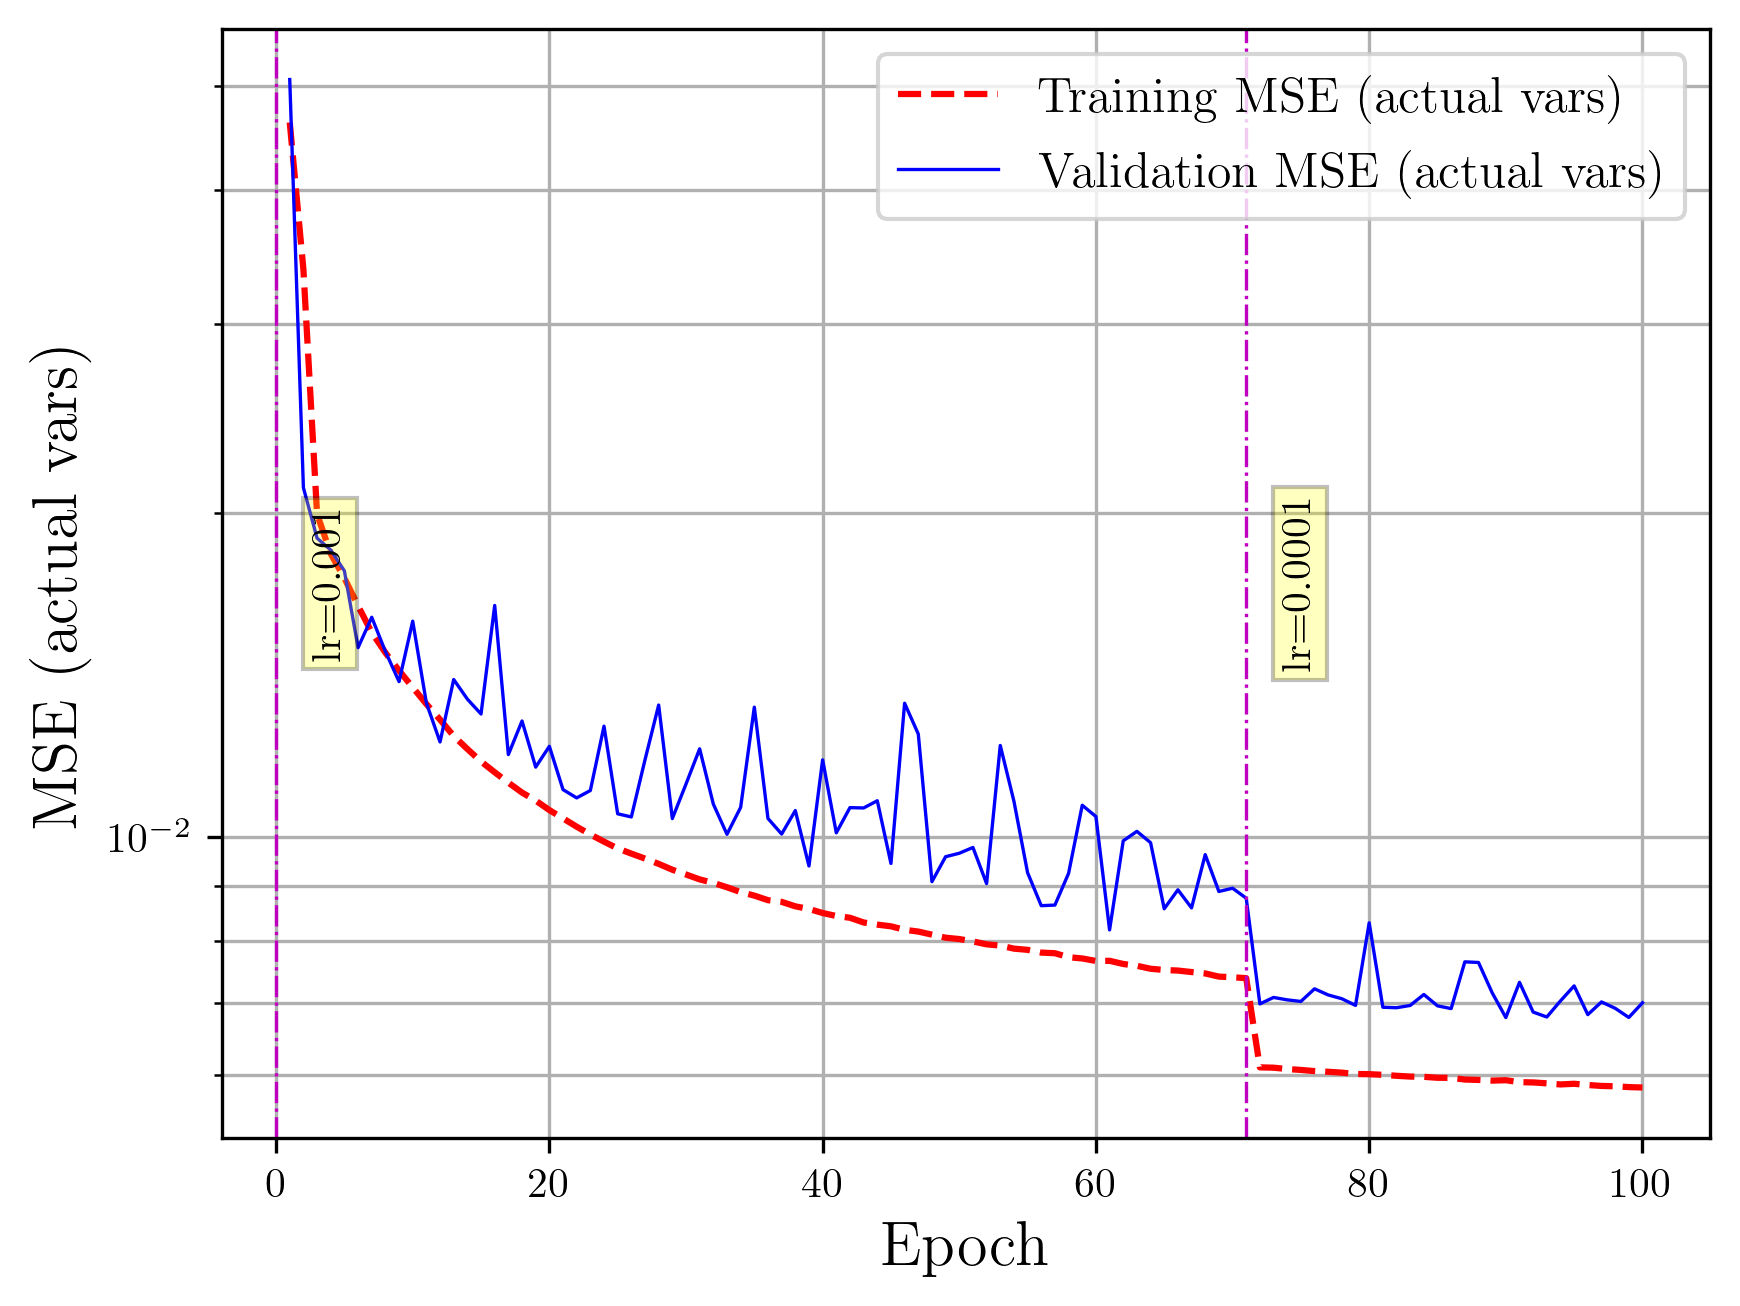 Training MSE (actual vars)
Validation MSE (actual vars)
lr=0.001
lr=0.0001
MSE (actual vars)
10⁻²
0 20 40 60 80 100
Epoch